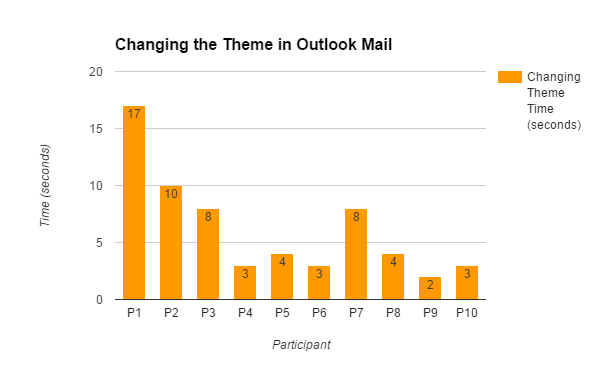 Changing the Theme in Outlook Mail
20
15
10
5
0
Time (seconds)
17
10
8
3
4
3
8
4
2
3
P1 P2 P3 P4 P5 P6 P7 P8 P9 P10
Participant
Changing
Theme
Time
(seconds)